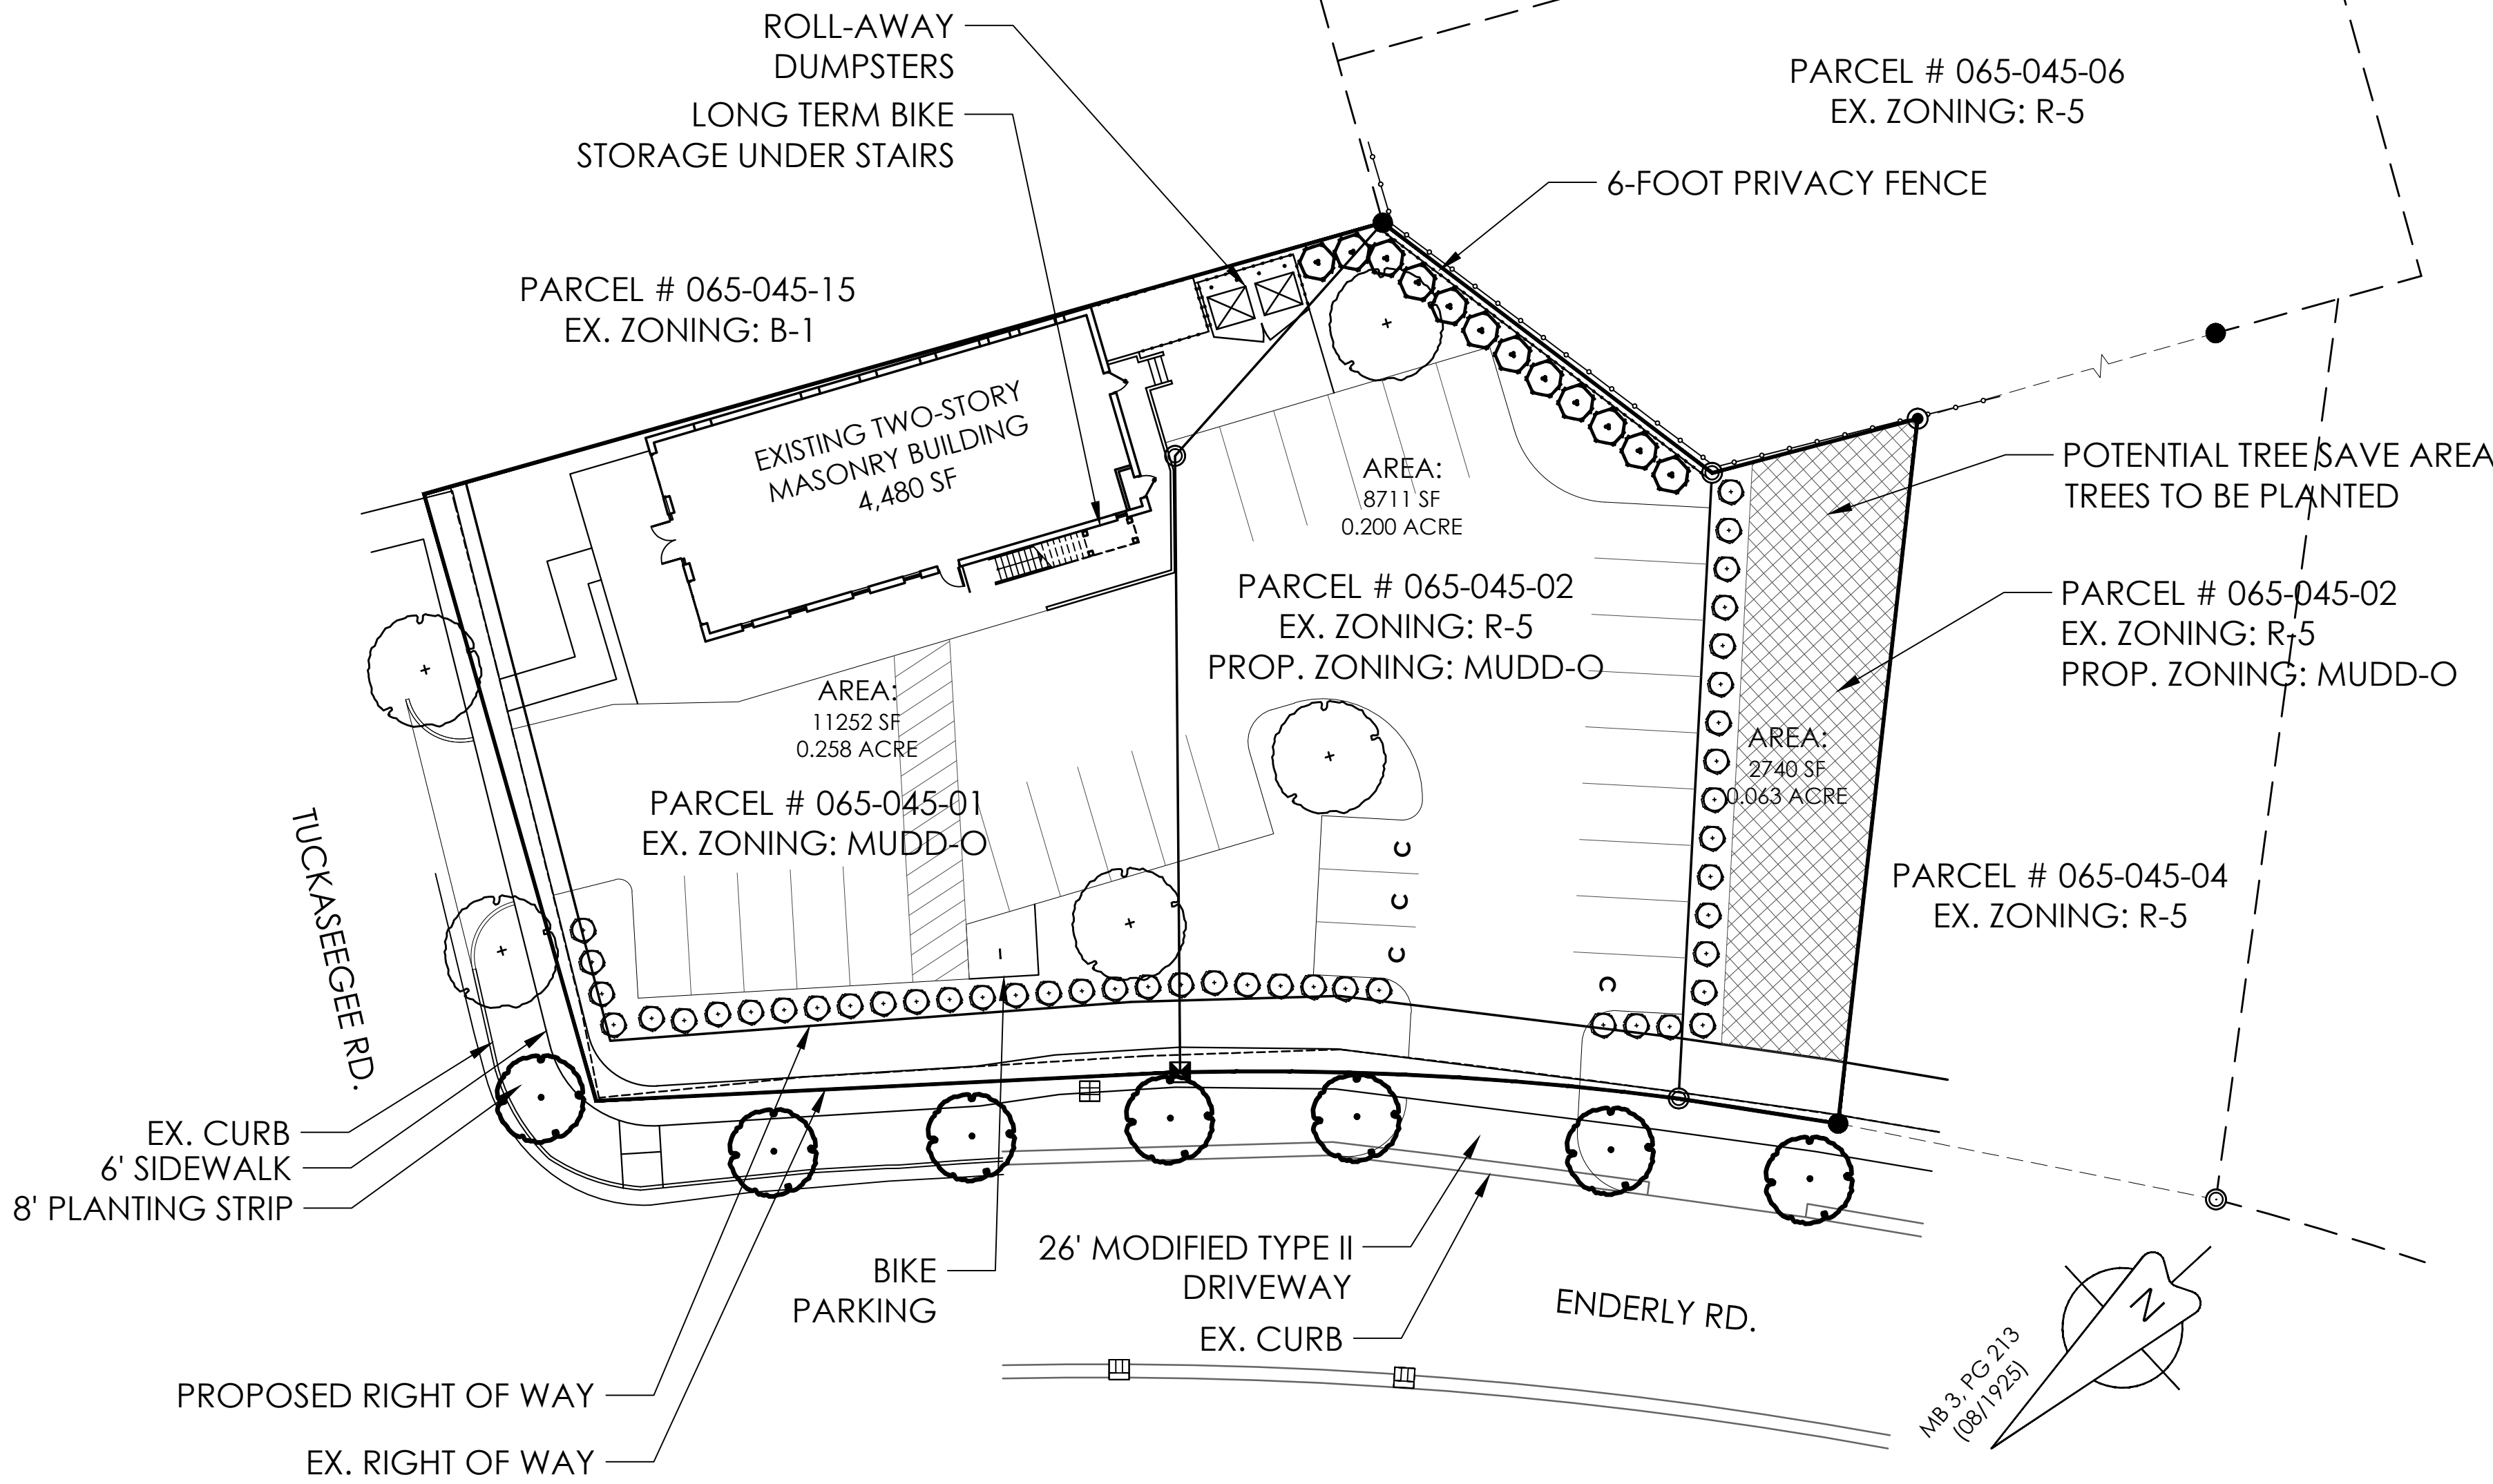 ROLL-AWAY
DUMPSTERS
LONG TERM BIKE
STORAGE UNDER STAIRS
PARCEL # 065-045-06
EX. ZONING: R-5
6-FOOT PRIVACY FENCE
PARCEL # 065-045-15
EX. ZONING: B-1
EXISTING TWO-STORY
MASONRY BUILDING
4,480 SF
AREA:
8711 SF
0.200 ACRE
PARCEL # 065-045-02
EX. ZONING: R-5
PROP. ZONING: MUDD-O
POTENTIAL TREE SAVE AREA
TREES TO BE PLANTED
PARCEL # 065-045-02
EX. ZONING: R-5
PROP. ZONING: MUDD-O
AREA:
11252 SF
0.258 ACRE
PARCEL # 065-045-01
EX. ZONING: MUDD-O
AREA:
2740 SF
0.063 ACRE
PARCEL # 065-045-04
EX. ZONING: R-5
C
C
C
C
TUCKASEEGEE RD.
EX. CURB
6' SIDEWALK
8' PLANTING STRIP
BIKE
PARKING
26' MODIFIED TYPE II
DRIVEWAY
EX. CURB
ENDERLY RD.
PROPOSED RIGHT OF WAY
EX. RIGHT OF WAY
N
MB 3, PG 213
(08/1925)